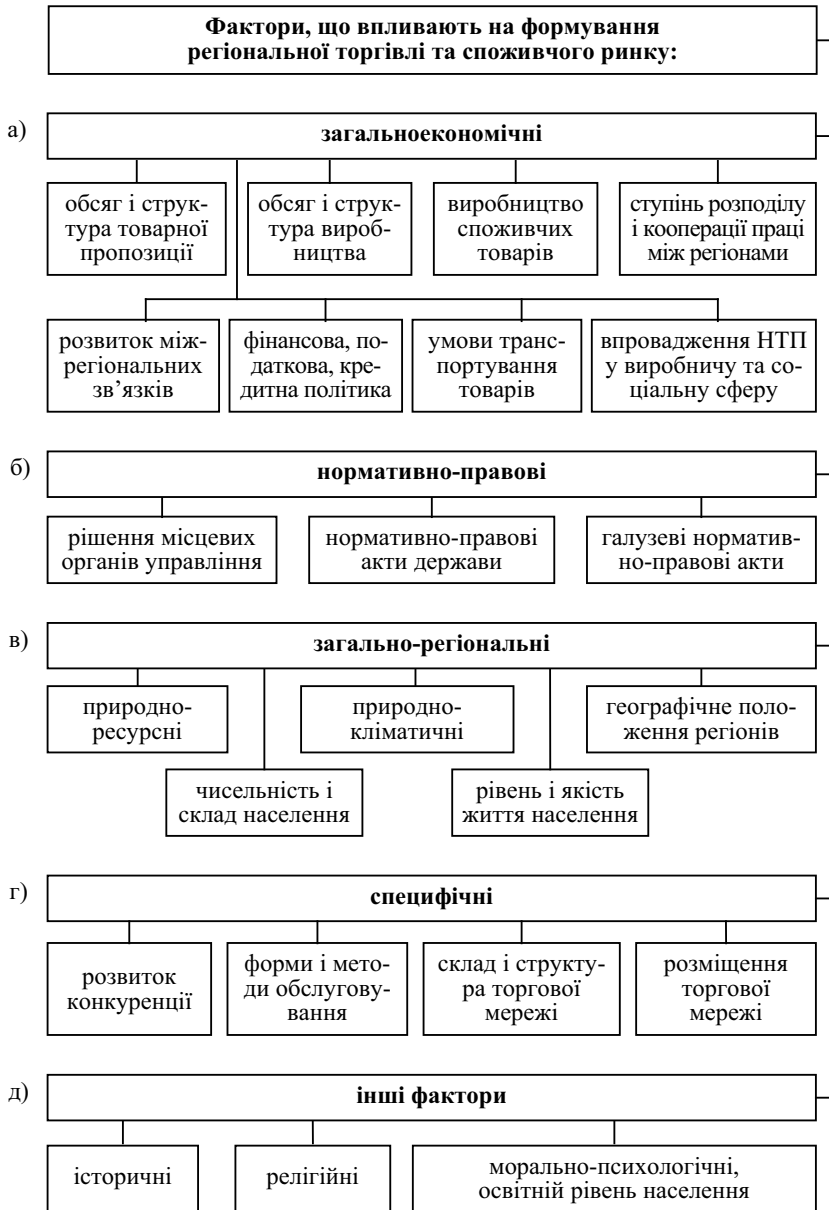 Фактори, що впливають на формування
регіональної торгівлі та споживчого ринку:
а)
загальноекономічні
обсяг і струк-
тура товарної
пропозиції
обсяг і струк-
тура вироб-
ництва
виробництво
споживчих
товарів
ступінь розподілу
і кооперації праці
між регіонами
розвиток між-
регіональних
зв’язків
фінансова, по-
даткова, кре-
дитна політика
умови транс-
портування
товарів
впровадження НТП
у виробничу та со-
ціальну сферу
б)
нормативно-правові
рішення місцевих
органів управління
нормативно-правові
акти держави
галузеві норматив-
но-правові акти
в)
загально-регіональні
природно-
ресурсні
природно-
кліматичні
географічне поло-
ження регіонів
чисельність і
склад населення
рівень і якість
життя населення
г)
специфічні
розвиток
конкуренції
форми і мето-
ди обслугову-
вання
склад і структу-
ра торгової
мережі
розміщення
торгової
мережі
д)
інші фактори
історичні
релігійні
морально-психологічні,
освітній рівень населення